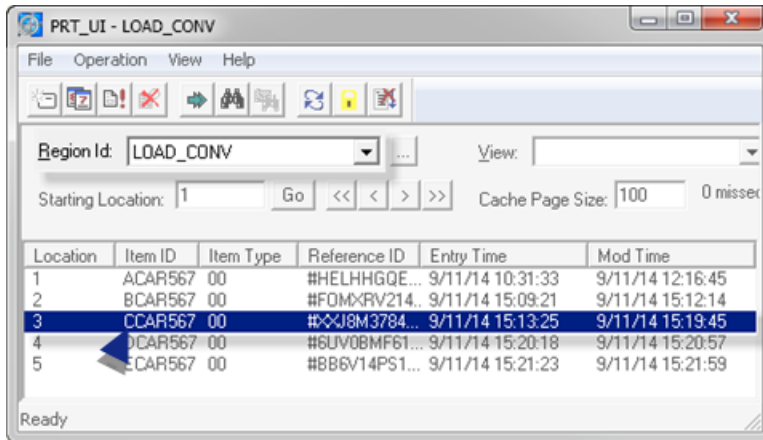 PRT_UI - LOAD_CONV
File Operation View Help
Region Id: LOAD_CONV ... View:
Starting Location: 1 Go << < > >> Cache Page Size: 100 0 missed
Location Item ID Item Type Reference ID Entry Time Mod Time
1 ACAR567 00 #HELHHGQE... 9/11/14 10:31:33 9/11/14 12:16:45
2 BCAR567 00 #FOMXRV214... 9/11/14 15:09:21 9/11/14 15:12:14
3 CCAR567 00 #XXJ8M3784... 9/11/14 15:13:25 9/11/14 15:19:45
4 DCAR567 00 #6UV0BMF61... 9/11/14 15:20:18 9/11/14 15:20:57
5 ECAR567 00 #BB6V14PS1... 9/11/14 15:21:23 9/11/14 15:21:59
Ready